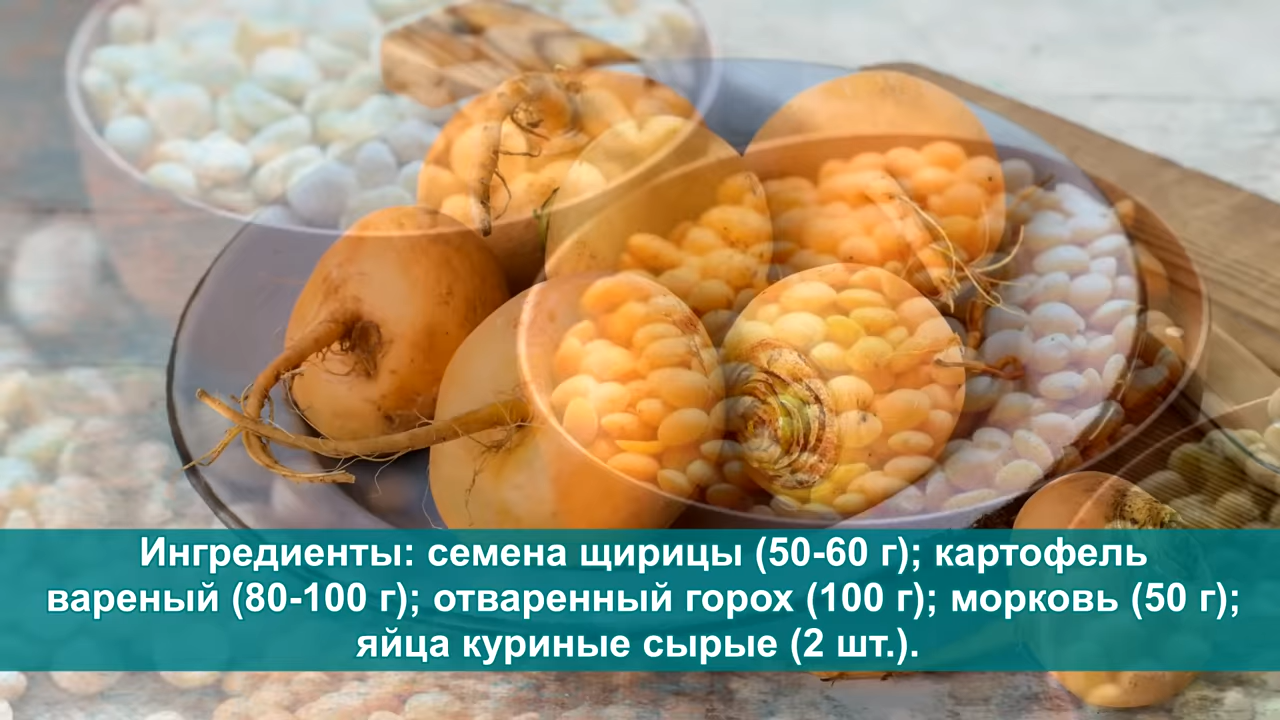 Ингредиенты: семена щирицы (50-60 г); картофель
вареный (80-100 г); отваренный горох (100 г); морковь (50 г);
яйца куриные сырые (2 шт.).